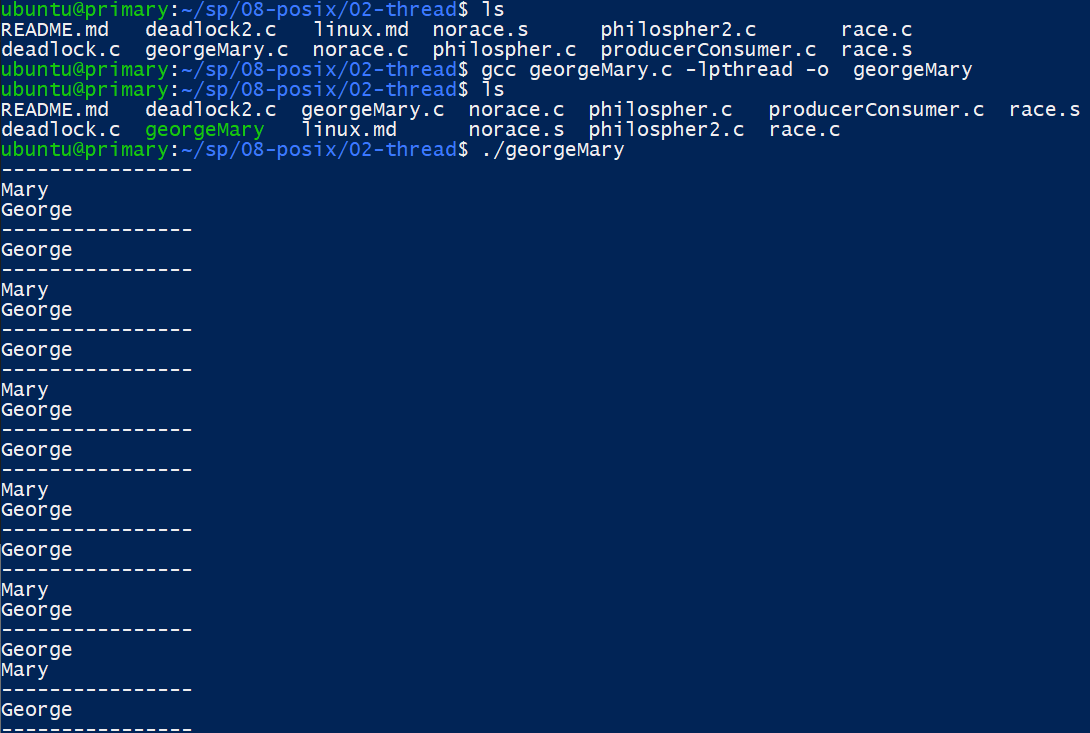 ubuntu@primary:~/sp/08-posix/02-thread$ ls
README.md   deadlock2.c   linux.md  norace.s      philospher2.c       race.c
deadlock.c  georgeMary.c  norace.c  philospher.c  producerConsumer.c  race.s
ubuntu@primary:~/sp/08-posix/02-thread$ gcc georgeMary.c -lpthread -o  georgeMary
ubuntu@primary:~/sp/08-posix/02-thread$ ls
README.md   deadlock2.c  georgeMary.c  norace.c  philospher.c   producerConsumer.c  race.s
deadlock.c  georgeMary   linux.md      norace.s  philospher2.c  race.c
ubuntu@primary:~/sp/08-posix/02-thread$ ./georgeMary
----------------
Mary
George
----------------
George
----------------
Mary
George
----------------
George
----------------
Mary
George
----------------
George
----------------
Mary
George
----------------
George
----------------
Mary
George
----------------
George
Mary
----------------
George
----------------